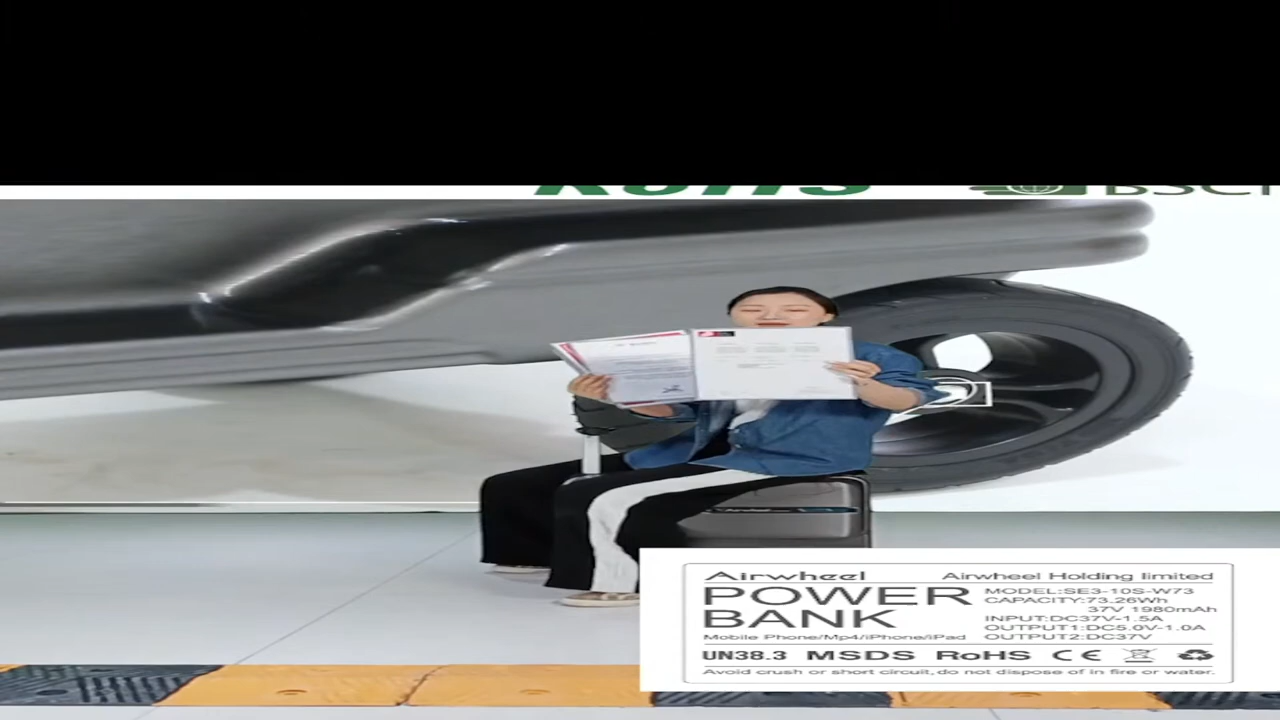 RoHS
BSCI
Airwheel
Airwheel Holding limited
POWER
BANK
MODEL:SE3-10S-W73
CAPACITY:73.26Wh
37V 1980mAh
INPUT:DC37V-1.5A
OUTPUT1:DC5.0V-1.0A
OUTPUT2:DC37V
Mobile Phone/Mp4/iPhone/iPad
UN38.3 MSDS RoHS CE
Avoid crush or short circuit,do not dispose of in fire or water.